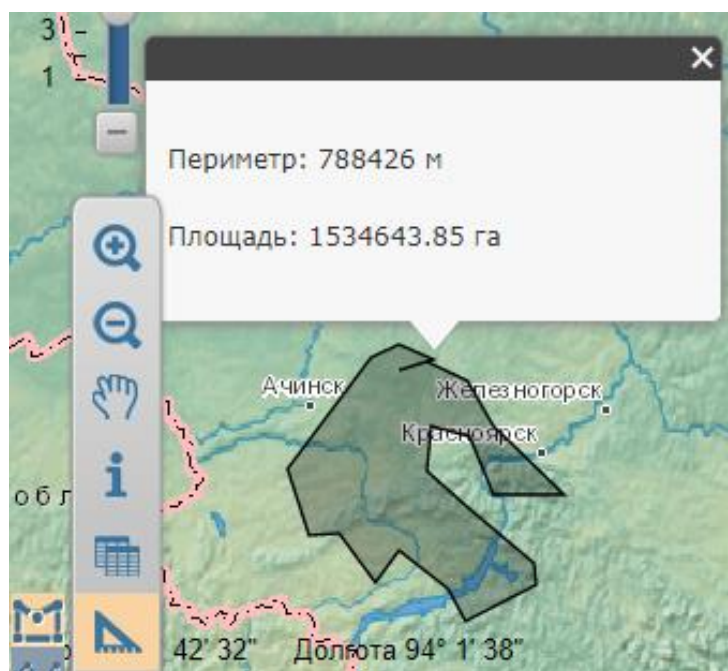 3
1
Периметр: 788426 м
Площадь: 1534643.85 га
Ачинск
Железногорск
Красноярск
обл
42' 32" Долгота 94° 1' 38"